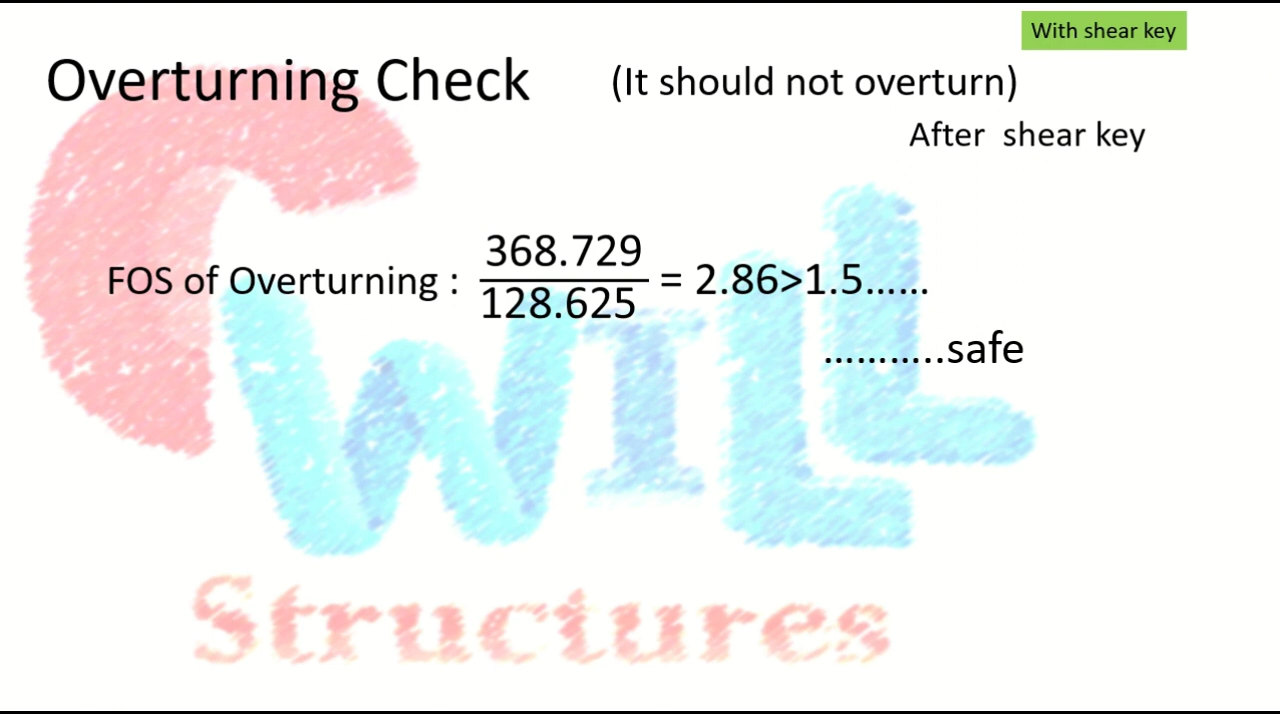 With shear key
Overturning Check (It should not overturn)
After shear key
FOS of Overturning : 368.729
128.625 = 2.86>1.5......
...........safe
CWILL
Structures